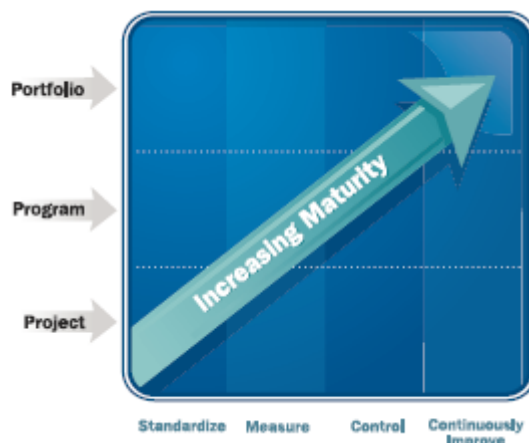 Portfolio
Program
Project
Increasing Maturity
Standardize
Measure
Control
Continuously
Improve